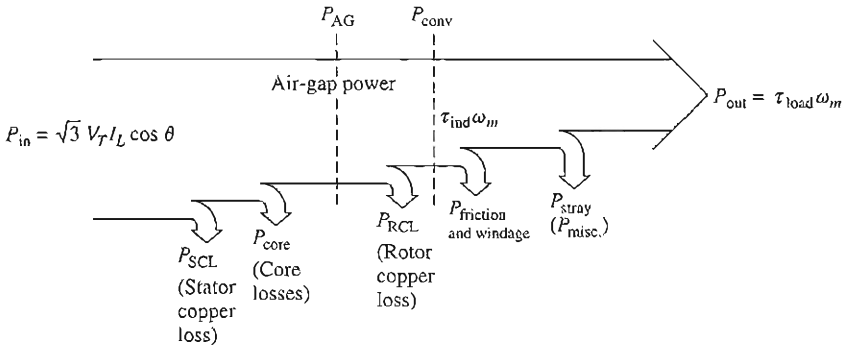 P_AG
P_conv
Air-gap power
P_in = √3 V_T I_L cos θ
τ_ind ω_m
P_out = τ_load ω_m
P_SCL
(Stator
copper
loss)
P_core
(Core
losses)
P_RCL
(Rotor
copper
loss)
P_friction
and windage
P_stray
(P_misc.)